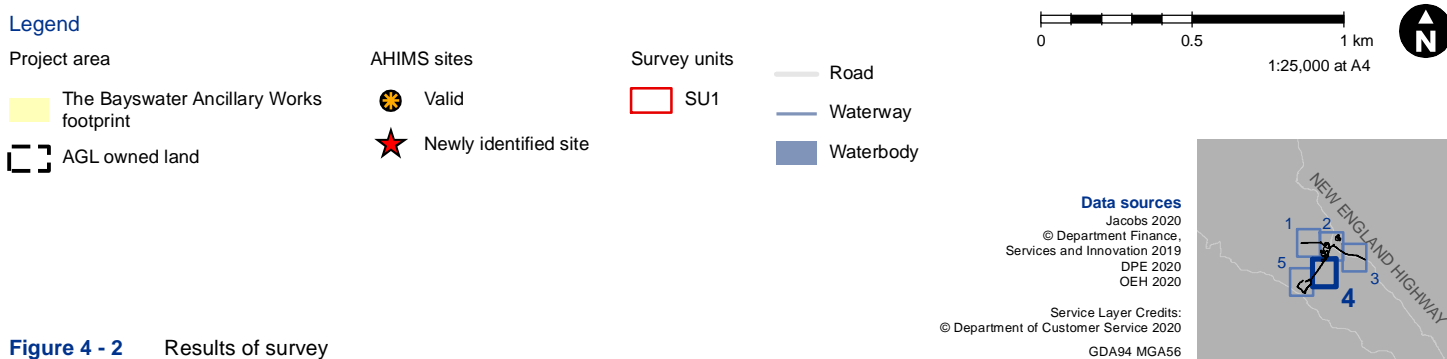 Legend
Project area
The Bayswater Ancillary Works
footprint
AGL owned land
AHIMS sites
Valid
Newly identified site
Survey units
SU1
Road
Waterway
Waterbody
0 0.5 1 km
1:25,000 at A4
N
Data sources
Jacobs 2020
© Department Finance,
Services and Innovation 2019
DPE 2020
OEH 2020
Service Layer Credits:
© Department of Customer Service 2020
GDA94 MGA56
NEW ENGLAND HIGHWAY
1
2
3
5
4
Figure 4 - 2 Results of survey